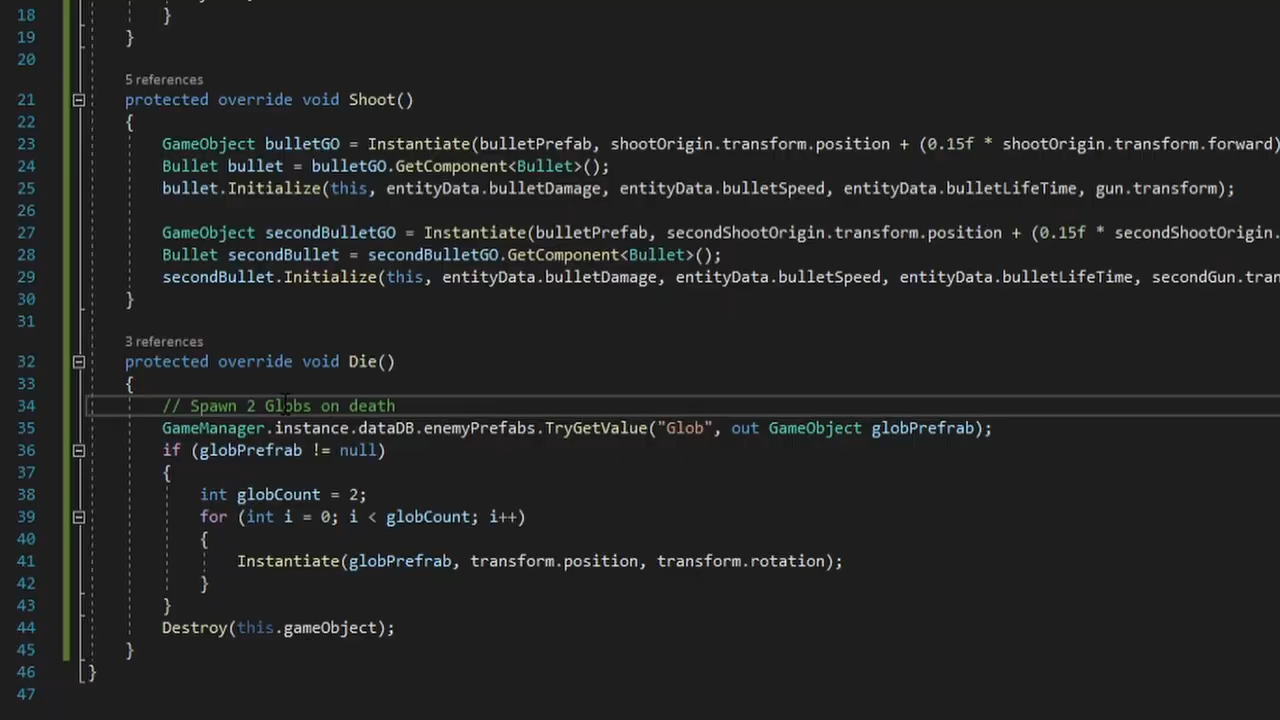 18 }
19 }
20
5 references
21 protected override void Shoot()
22 {
23 GameObject bulletGO = Instantiate(bulletPrefab, shootOrigin.transform.position + (0.15f * shootOrigin.transform.forward)
24 Bullet bullet = bulletGO.GetComponent<Bullet>();
25 bullet.Initialize(this, entityData.bulletDamage, entityData.bulletSpeed, entityData.bulletLifeTime, gun.transform);
26
27 GameObject secondBulletGO = Instantiate(bulletPrefab, secondShootOrigin.transform.position + (0.15f * secondShootOrigin.
28 Bullet secondBullet = secondBulletGO.GetComponent<Bullet>();
29 secondBullet.Initialize(this, entityData.bulletDamage, entityData.bulletSpeed, entityData.bulletLifeTime, secondGun.tran
30 }
31
3 references
32 protected override void Die()
33 {
34 // Spawn 2 Globs on death
35 GameManager.instance.dataDB.enemyPrefabs.TryGetValue("Glob", out GameObject globPrefrab);
36 if (globPrefrab != null)
37 {
38 int globCount = 2;
39 for (int i = 0; i < globCount; i++)
40 {
41 Instantiate(globPrefrab, transform.position, transform.rotation);
42 }
43 }
44 Destroy(this.gameObject);
45 }
46 }
47